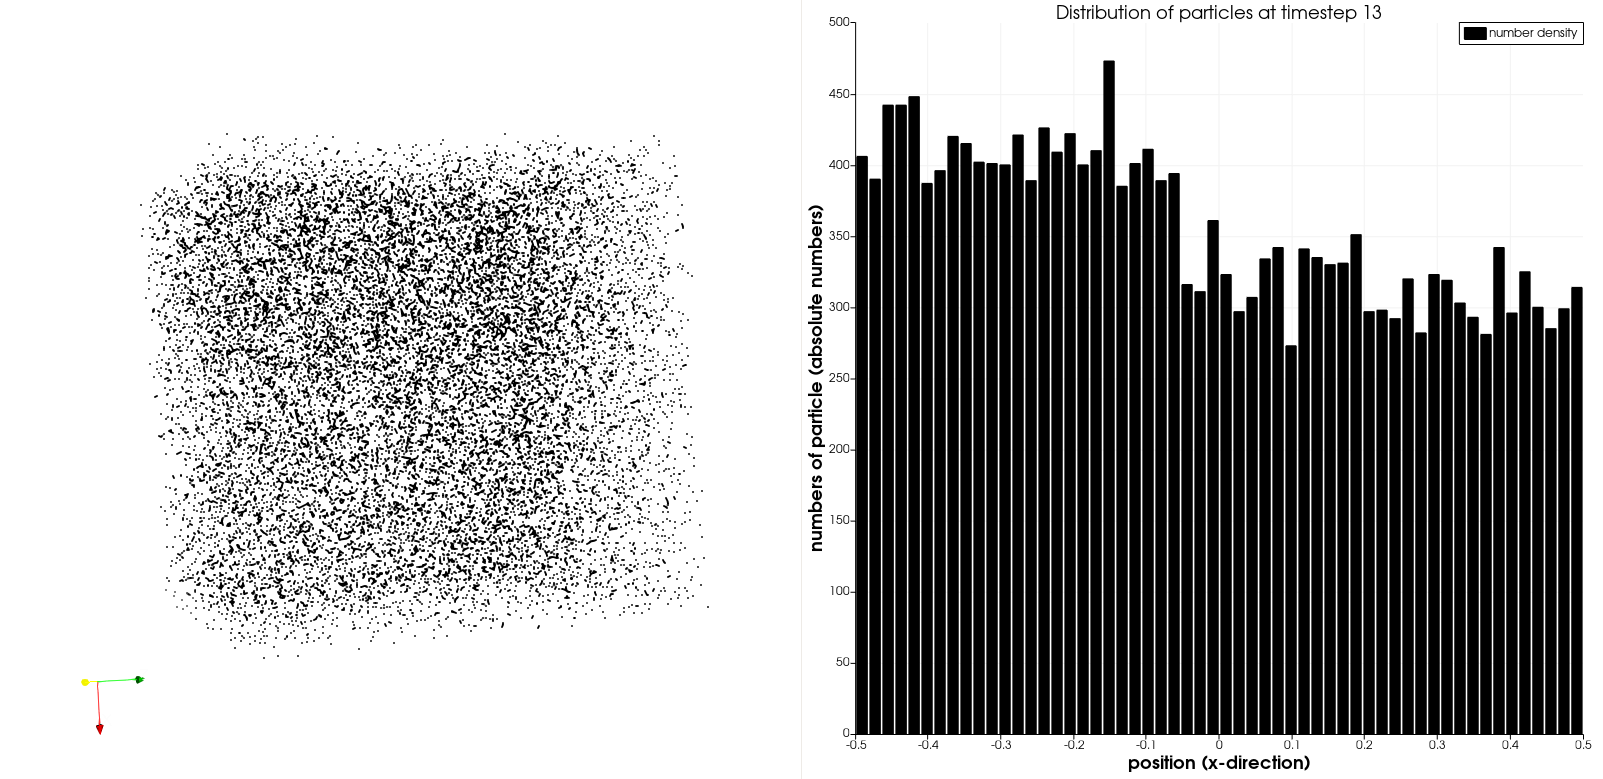 Distribution of particles at timestep 13
number density
numbers of particle (absolute numbers)
500
450
400
350
300
250
200
150
100
50
0
-0.5 -0.4 -0.3 -0.2 -0.1 0 0.1 0.2 0.3 0.4 0.5
position (x-direction)